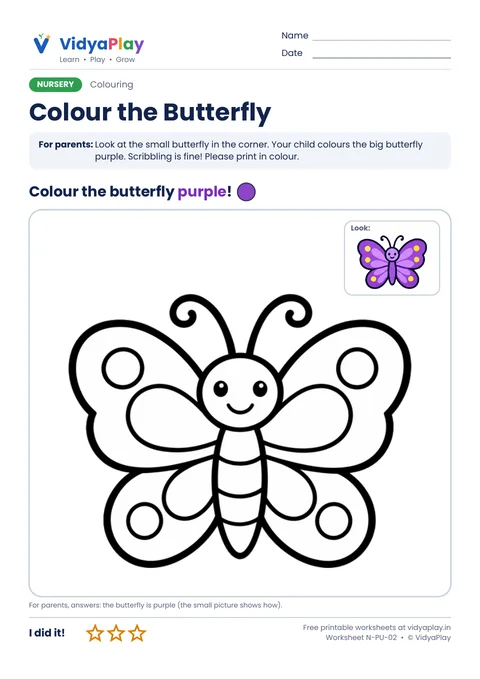 VidyaPlay
Learn • Play • Grow
Name
Date
NURSERY Colouring
Colour the Butterfly
For parents: Look at the small butterfly in the corner. Your child colours the big butterfly
purple. Scribbling is fine! Please print in colour.
Colour the butterfly purple!
Look:
For parents, answers: the butterfly is purple (the small picture shows how).
I did it!
Free printable worksheets at vidyaplay.in
Worksheet N-PU-02 • © VidyaPlay